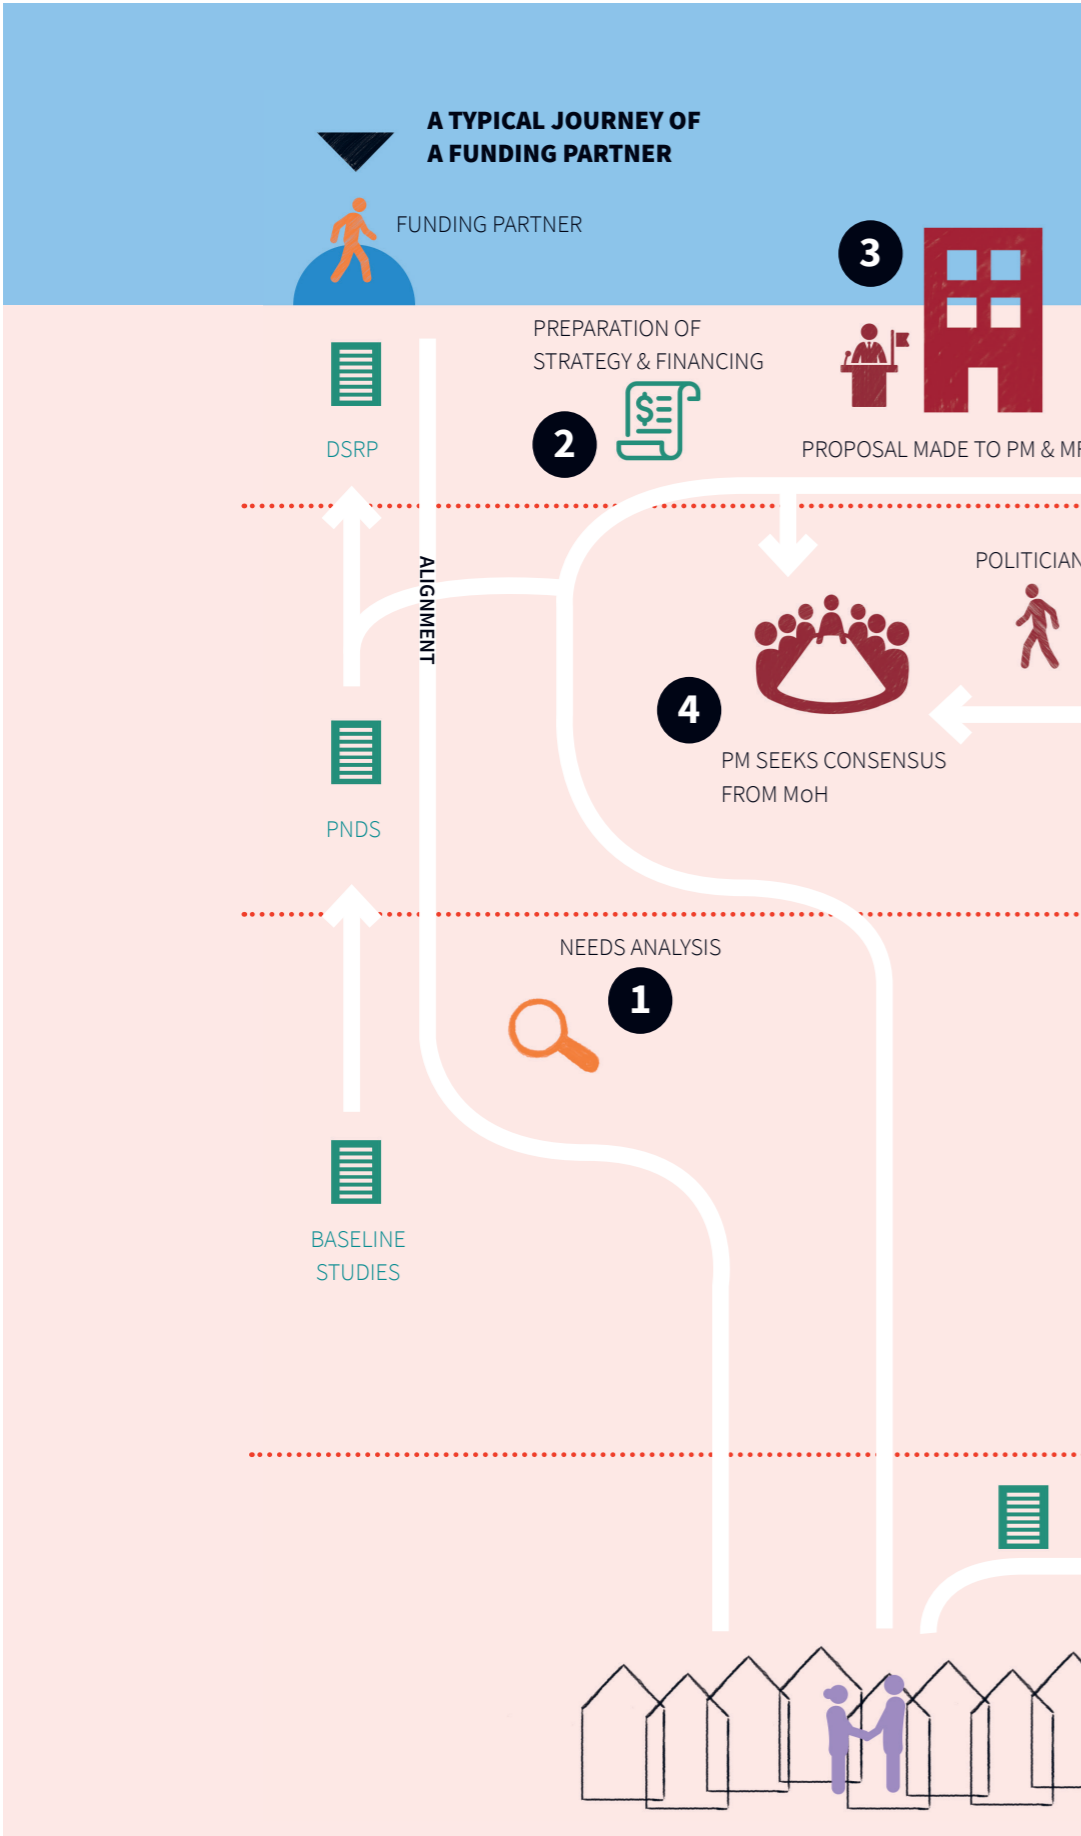 A TYPICAL JOURNEY OF
A FUNDING PARTNER
FUNDING PARTNER
3
PREPARATION OF
STRATEGY & FINANCING
2
DSRP
PROPOSAL MADE TO PM &
ALIGNMENT
POLITICIAN
4
PM SEEKS CONSENSUS
FROM MoH
PNDS
NEEDS ANALYSIS
1
BASELINE
STUDIES